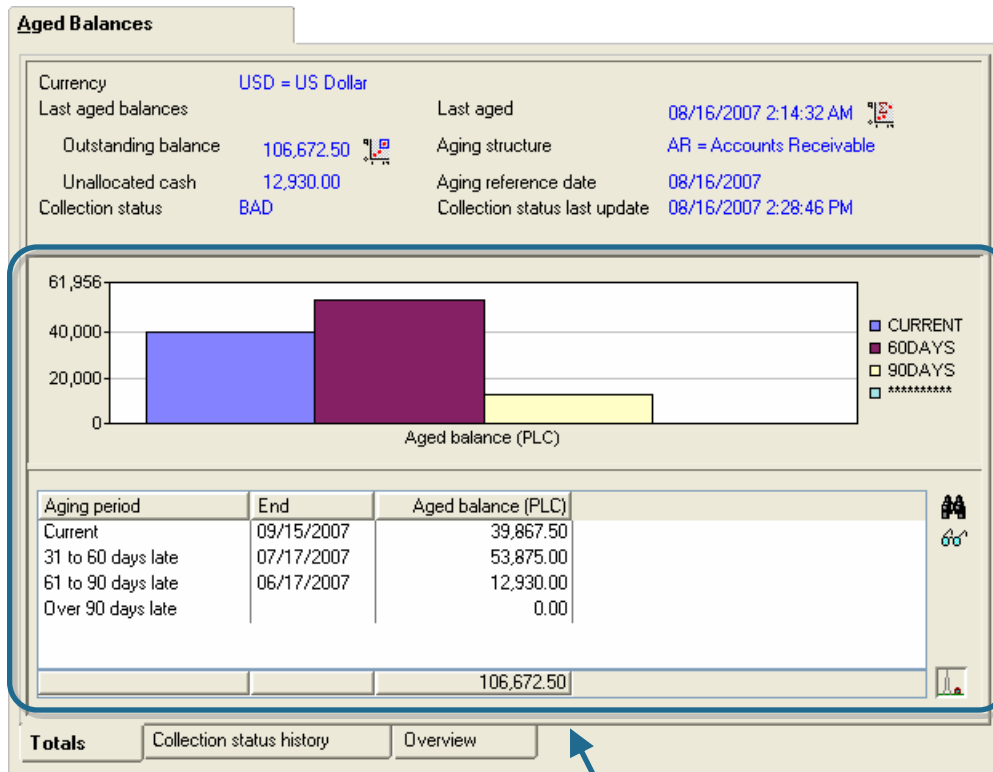 Aged Balances
Currency USD = US Dollar
Last aged balances Last aged 08/16/2007 2:14:32 AM
Outstanding balance 106,672.50 Aging structure AR = Accounts Receivable
Unallocated cash 12,930.00 Aging reference date 08/16/2007
Collection status BAD Collection status last update 08/16/2007 2:28:46 PM
61,956
40,000
20,000
0
Aged balance (PLC)
CURRENT
60DAYS
90DAYS
**********
Aging period End Aged balance (PLC)
Current 09/15/2007 39,867.50
31 to 60 days late 07/17/2007 53,875.00
61 to 90 days late 06/17/2007 12,930.00
Over 90 days late 0.00
106,672.50
Totals Collection status history Overview